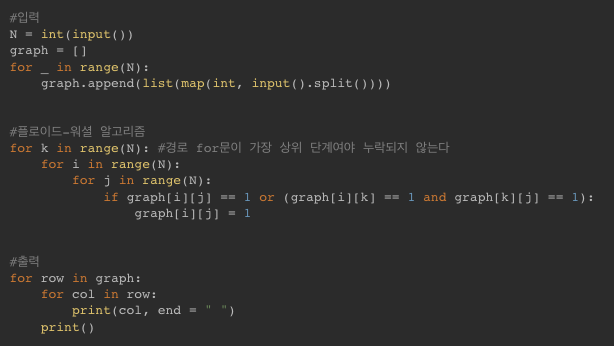 #입력
N = int(input())
graph = []
for _ in range(N):
    graph.append(list(map(int, input().split())))
#플로이드-워셜 알고리즘
for k in range(N): #경로 for문이 가장 상위 단계여야 누락되지 않는다
    for i in range(N):
        for j in range(N):
            if graph[i][j] == 1 or (graph[i][k] == 1 and graph[k][j] == 1):
                graph[i][j] = 1
#출력
for row in graph:
    for col in row:
        print(col, end = " ")
    print()